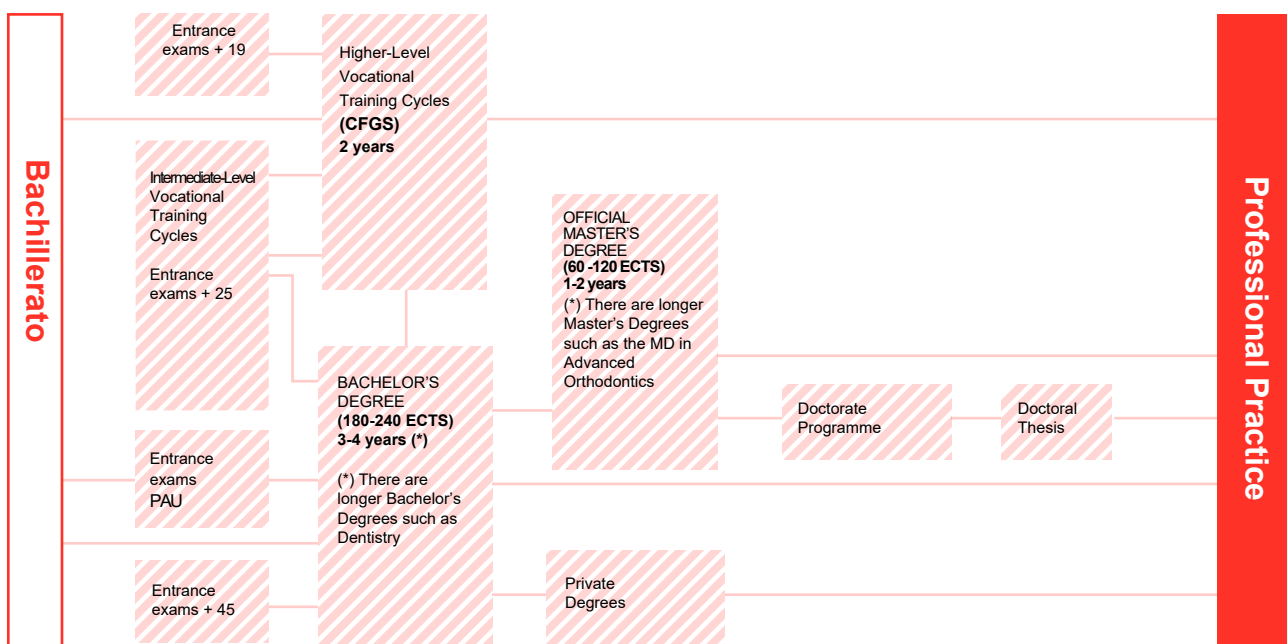 Bachillerato
Entrance
exams + 19
Higher-Level
Vocational
Training Cycles
(CFGS)
2 years
Intermediate-Level
Vocational
Training
Cycles
Entrance
exams + 25
OFFICIAL
MASTER'S
DEGREE
(60 -120 ECTS)
1-2 years
(*) There are longer
Master's Degrees
such as the MD in
Advanced
Orthodontics
BACHELOR'S
DEGREE
(180-240 ECTS)
3-4 years (*)
(*) There are
longer Bachelor's
Degrees such as
Dentistry
Doctorate
Programme
Doctoral
Thesis
Entrance
exams
PAU
Entrance
exams + 45
Private
Degrees
Professional Practice